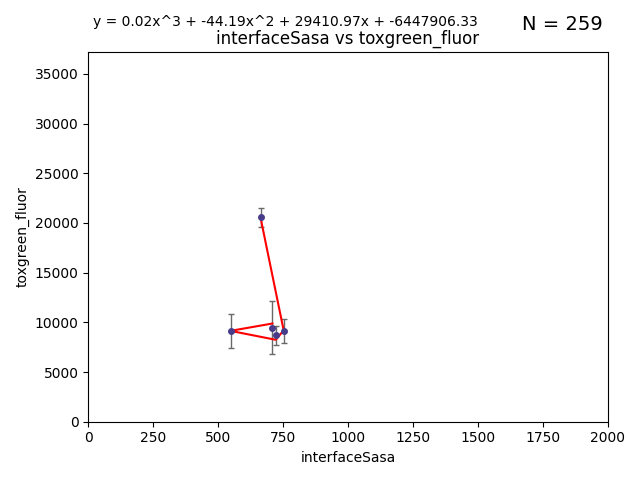 y = 0.02x^3 + -44.19x^2 + 29410.97x + -6447906.33
N = 259
interfaceSasa vs toxgreen_fluor
35000
30000
25000
20000
15000
10000
5000
0
toxgreen_fluor
0 250 500 750 1000 1250 1500 1750 2000
interfaceSasa